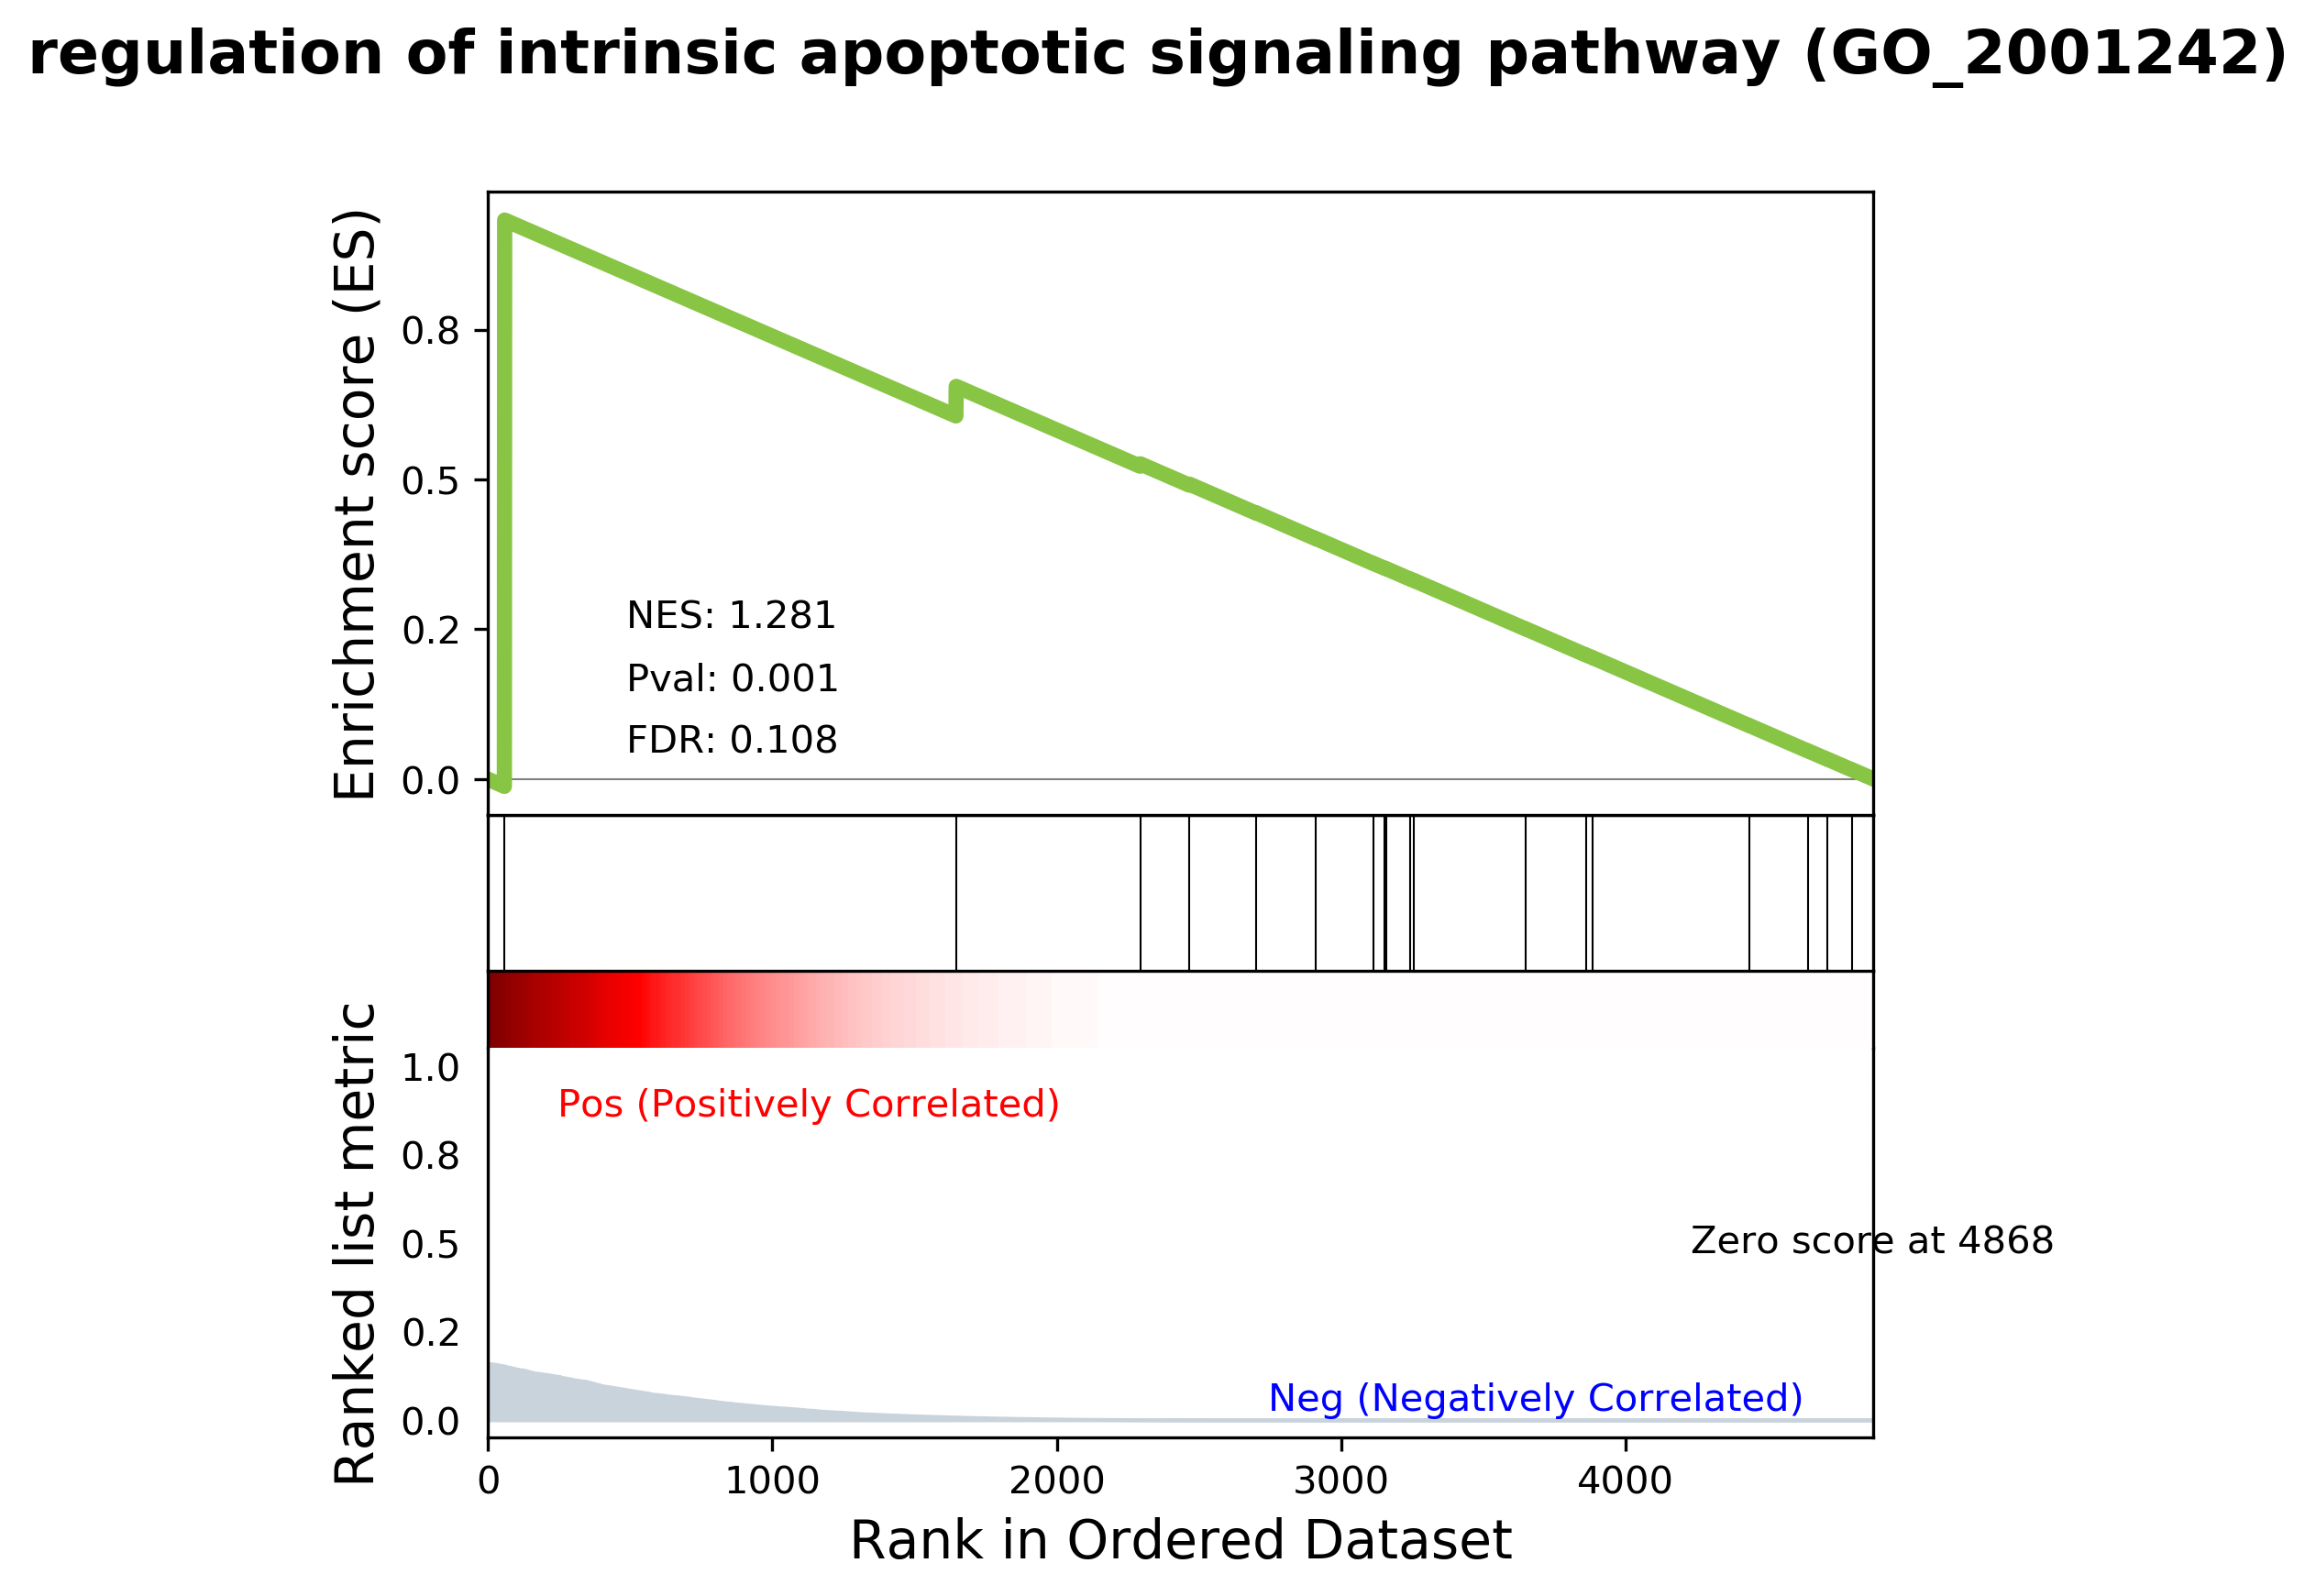 regulation of intrinsic apoptotic signaling pathway (GO_2001242)
Enrichment score (ES)
0.8
0.5
0.2
0.0
NES: 1.281
Pval: 0.001
FDR: 0.108
Ranked list metric
1.0
0.8
0.5
0.2
0.0
Pos (Positively Correlated)
Zero score at 4868
Neg (Negatively Correlated)
0 1000 2000 3000 4000
Rank in Ordered Dataset